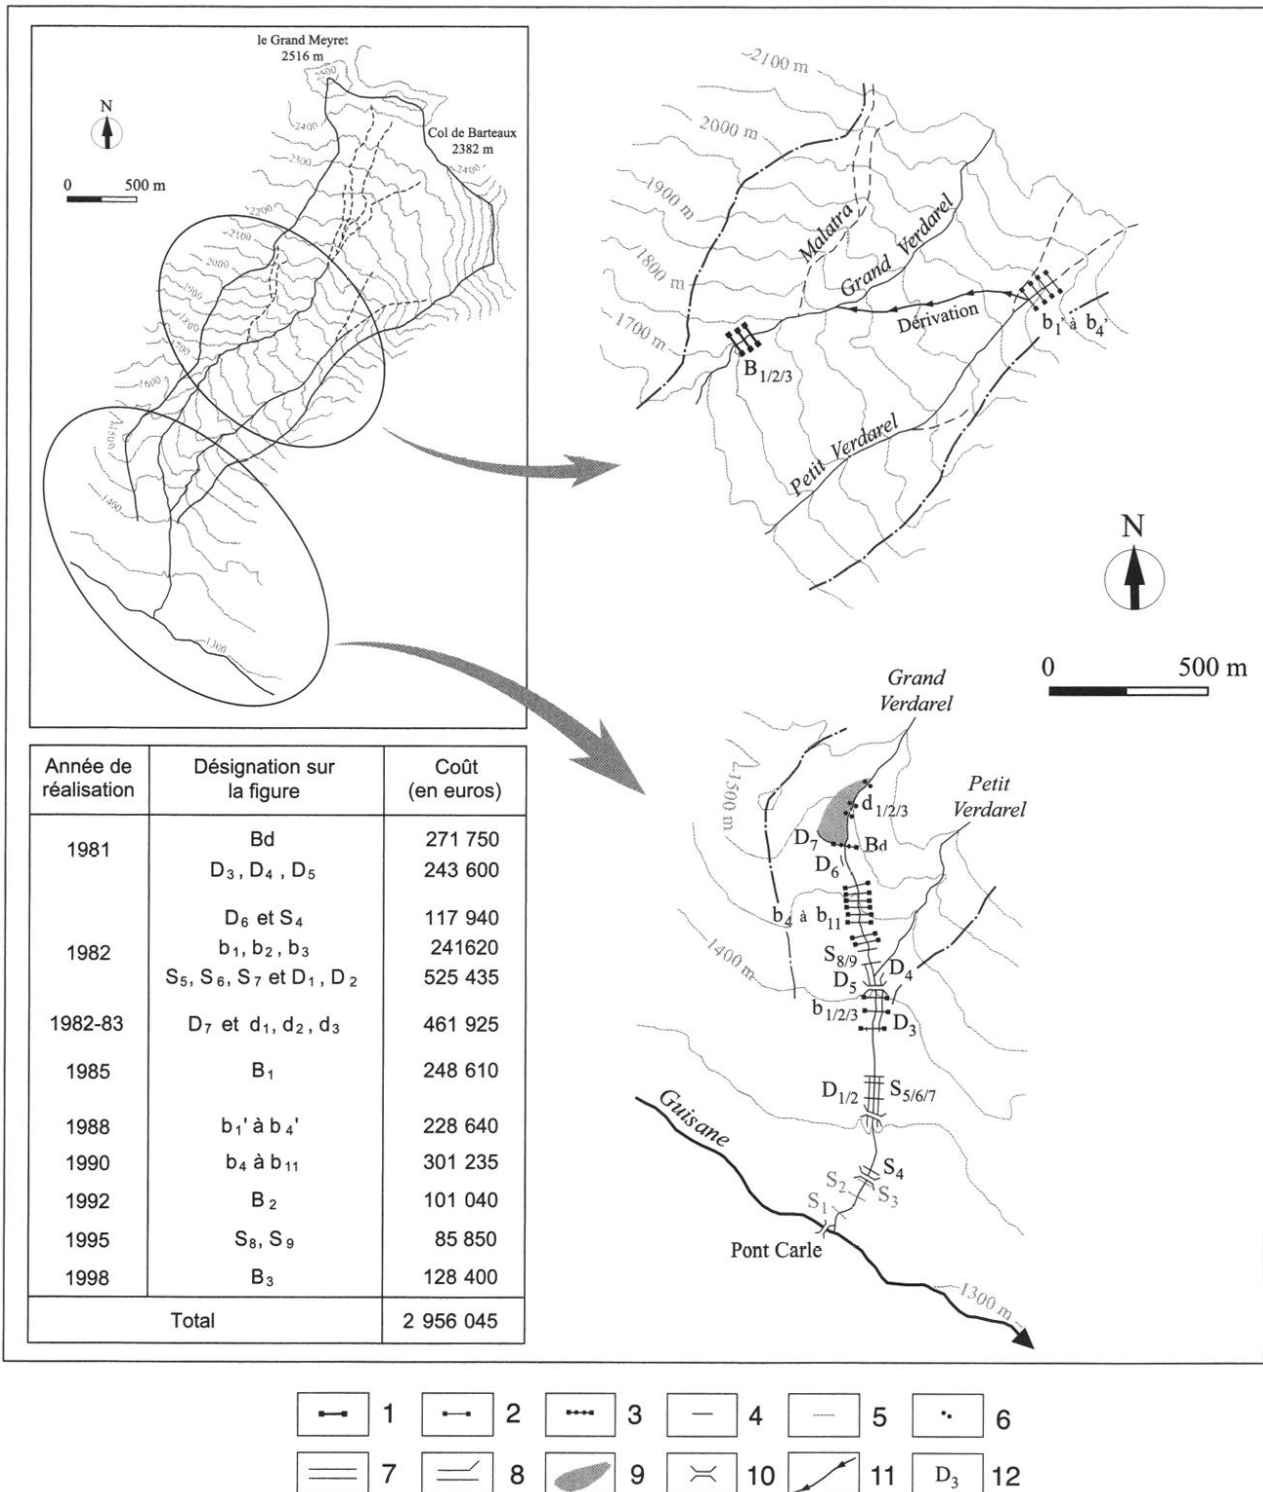 le Grand Meyret
2516 m
N
Col de Barteaux
2382 m
0 500 m
2400
2300
2400
2200
2100
2000
1900
1800
1700
1600
1500
1400
1300
2100 m
2000 m
1900 m
1800 m
1700 m
Malatra
Grand Verdarel
Dérivation
b₁' à b₄'
B₁/₂/₃
Petit Verdarel
N
0 500 m
Grand
Verdarel
Petit
Verdarel
1500 m
d₁/₂/₃
D₇
Bd
D₆
b₄ à b₁₁
S₈/₉
1400 m
D₄
D₅
b₁/₂/₃
D₃
D₁/₂
S₅/₆/₇
Guisane
S₄
S₂
S₃
S₁
Pont Carle
1300 m
Année de réalisation
Désignation sur la figure
Coût (en euros)
1981
Bd 271 750
D₃, D₄, D₅ 243 600
1982
D₆ et S₄ 117 940
b₁, b₂, b₃ 241620
S₅, S₆, S₇ et D₁, D₂ 525 435
1982-83 D₇ et d₁, d₂, d₃ 461 925
1985 B₁ 248 610
1988 b₁' à b₄' 228 640
1990 b₄ à b₁₁ 301 235
1992 B₂ 101 040
1995 S₈, S₉ 85 850
1998 B₃ 128 400
Total 2 956 045
1 2 3 4 5 6
7 8 9 10 11 D₃ 12